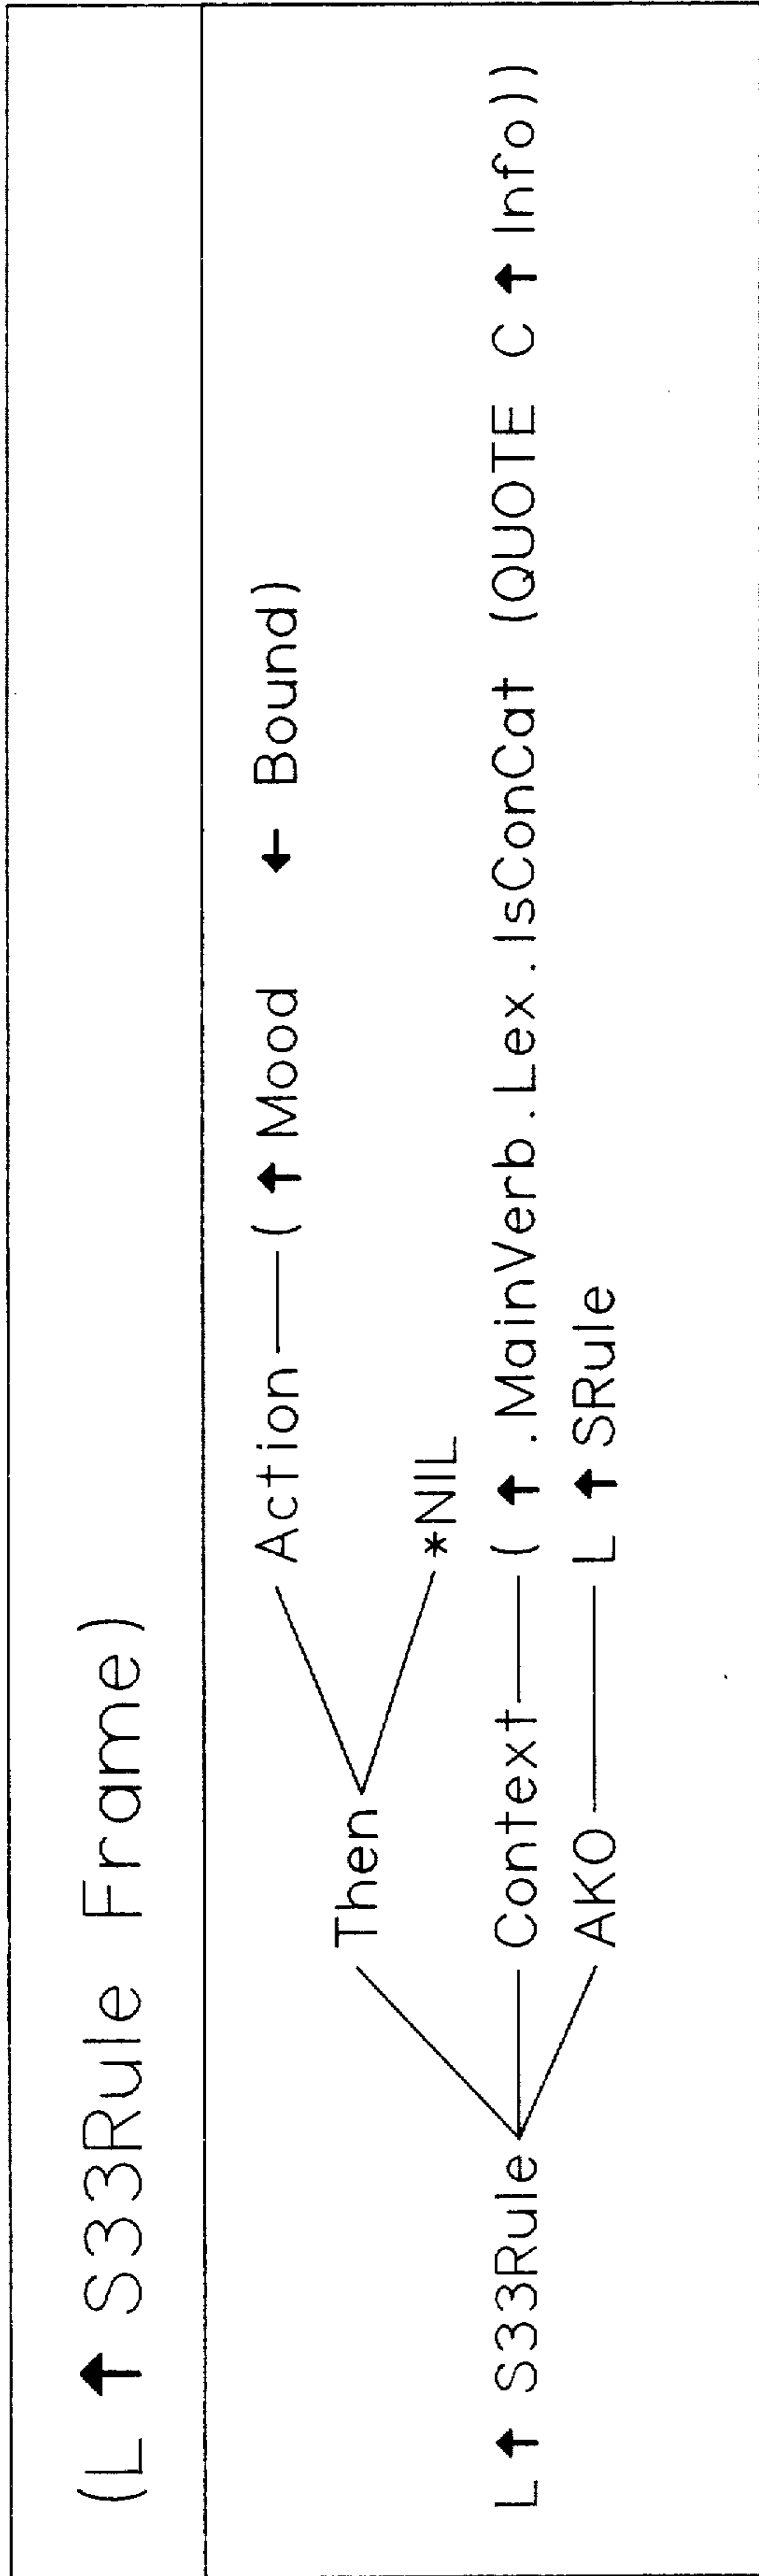 (L ↑ S33Rule Frame)
Action ( ↑ Mood ← Bound)
Then
*NIL
L ↑ S33Rule Context ( ↑ .MainVerb.Lex.IsConCat (QUOTE C ↑ Info))
AKO L ↑ SRule